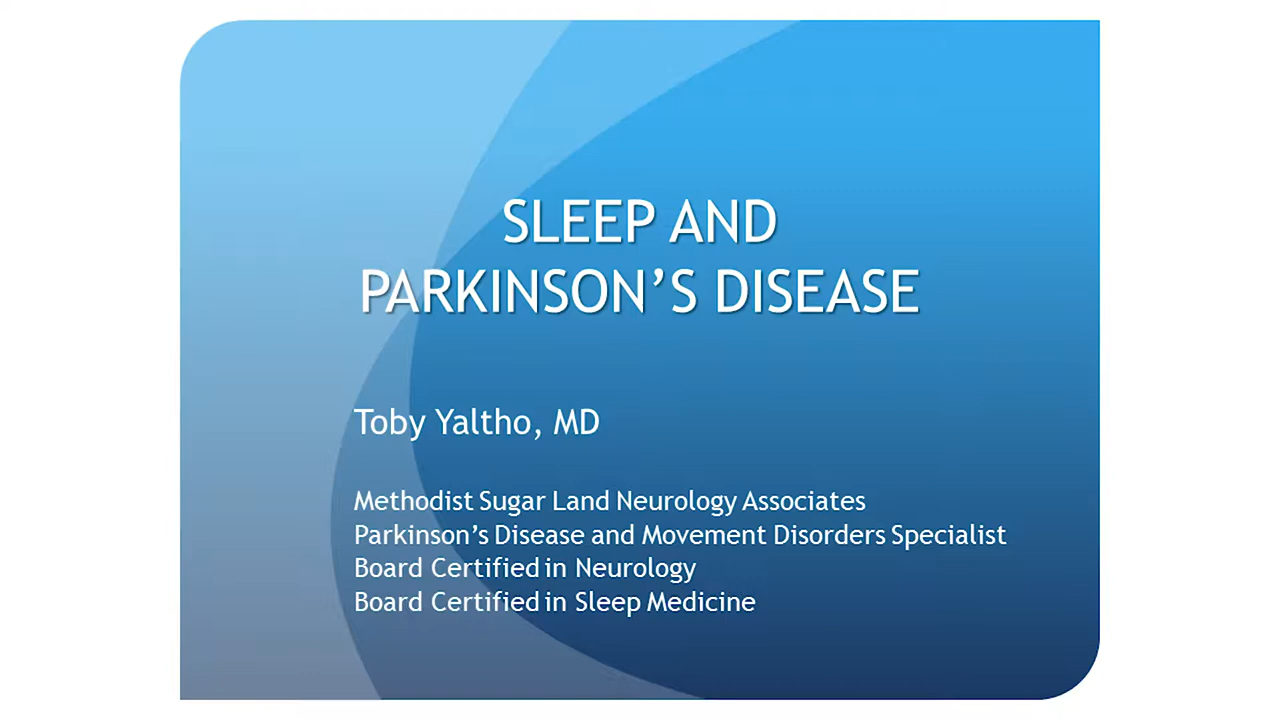 SLEEP AND
PARKINSON’S DISEASE
Toby Yaltho, MD
Methodist Sugar Land Neurology Associates
Parkinson’s Disease and Movement Disorders Specialist
Board Certified in Neurology
Board Certified in Sleep Medicine